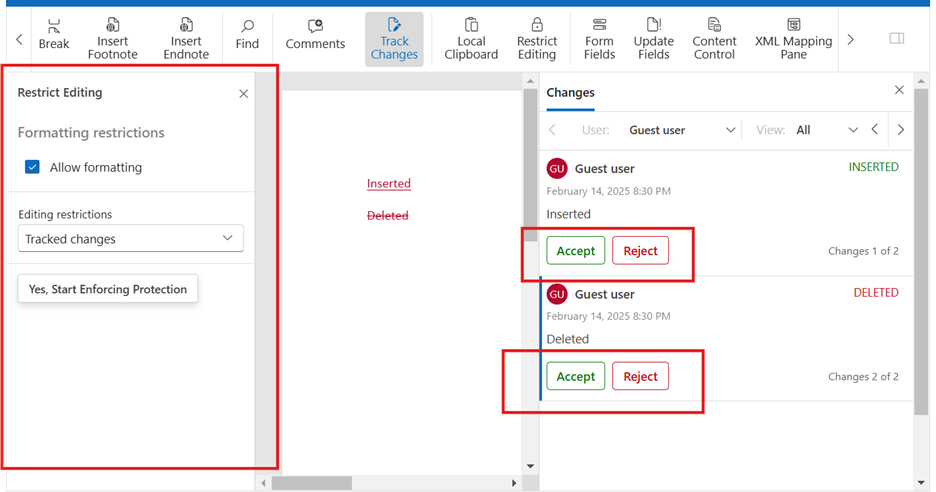 Break
Insert
Footnote
Insert
Endnote
Find
Comments
Track
Changes
Local
Clipboard
Restrict
Editing
Form
Fields
Update
Fields
Content
Control
XML Mapping
Pane
Restrict Editing
Formatting restrictions
Allow formatting
Editing restrictions
Tracked changes
Yes, Start Enforcing Protection
Inserted
Deleted
Changes
User: Guest user View: All
GU Guest user INSERTED
February 14, 2025 8:30 PM
Inserted
Accept Reject Changes 1 of 2
GU Guest user DELETED
February 14, 2025 8:30 PM
Deleted
Accept Reject Changes 2 of 2